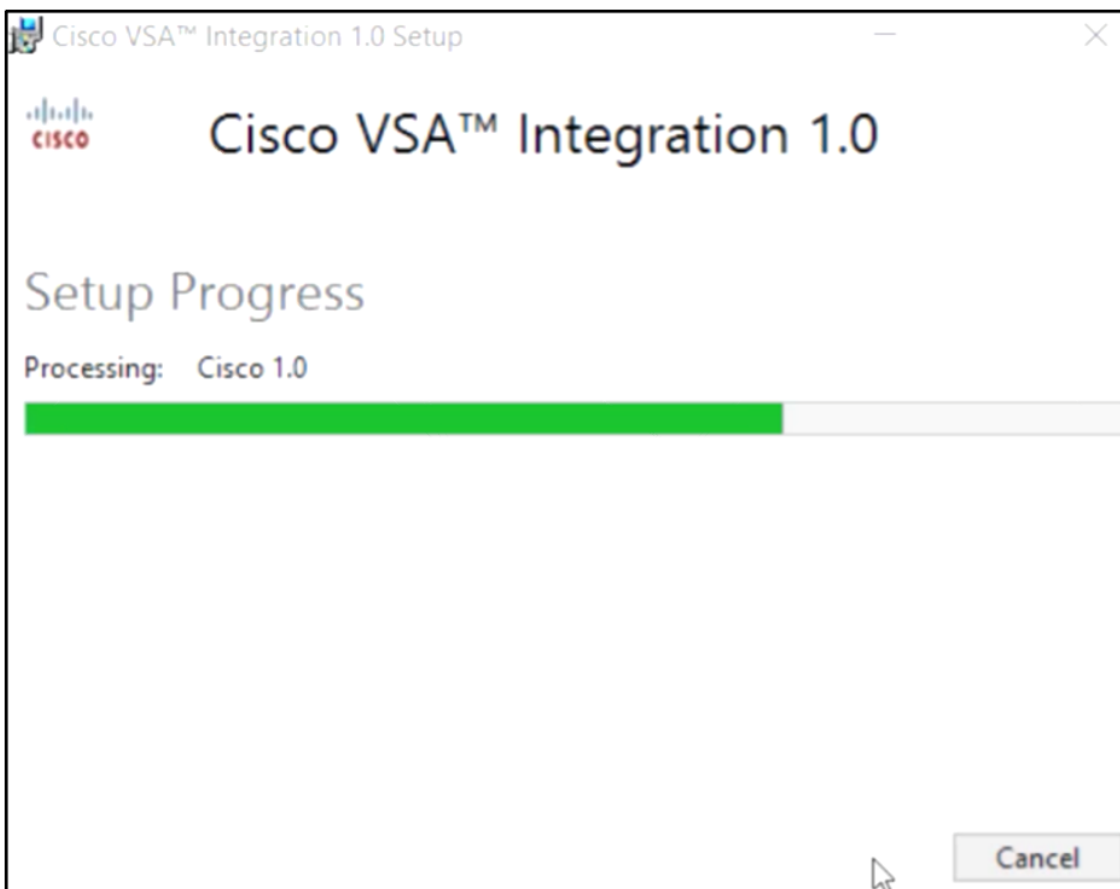 Cisco VSA™ Integration 1.0 Setup
CISCO
Cisco VSA™ Integration 1.0
Setup Progress
Processing: Cisco 1.0
Cancel